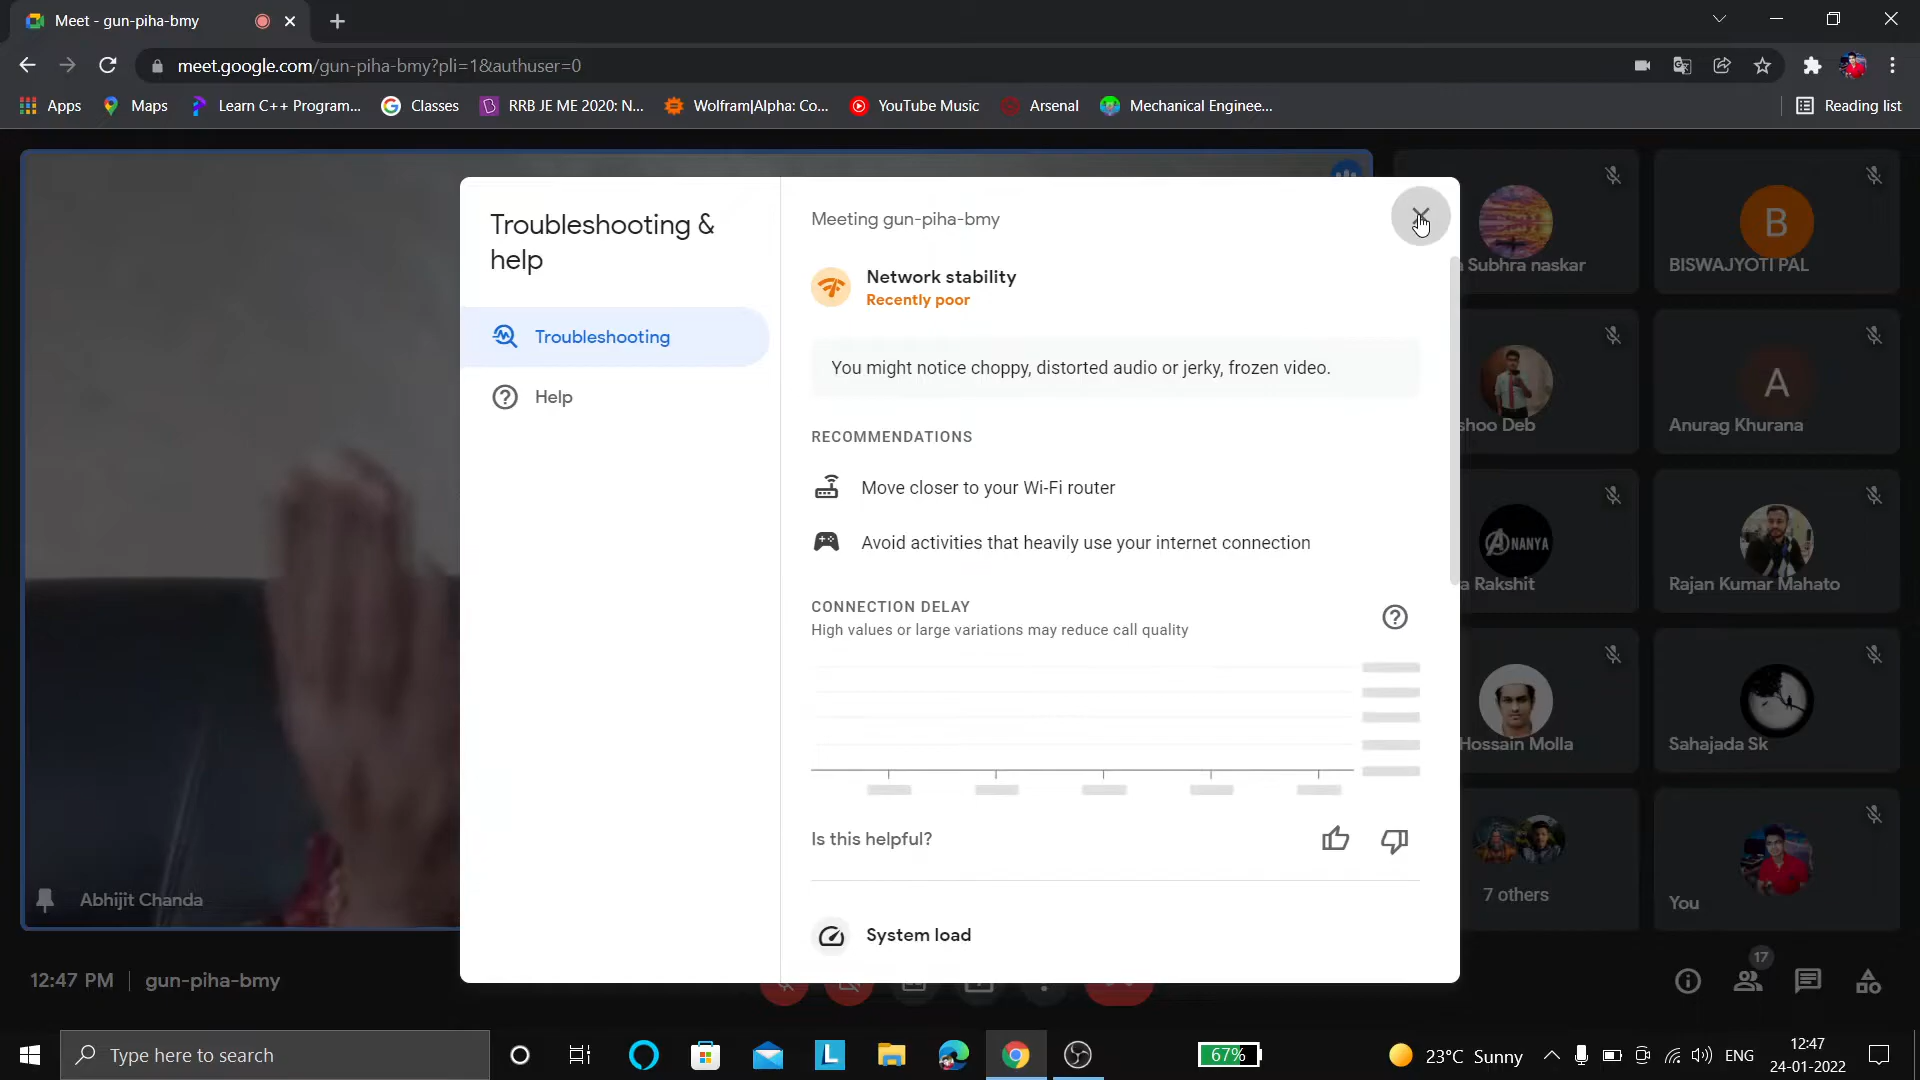 Meet - gun-piha-bmy
meet.google.com/gun-piha-bmy?pli=1&authuser=0
Apps
Maps
Learn C++ Program...
Classes
RRB JE ME 2020: N...
Wolfram|Alpha: Co...
YouTube Music
Arsenal
Mechanical Enginee...
Reading list
Troubleshooting &
help
Troubleshooting
Help
Meeting gun-piha-bmy
Network stability
Recently poor
You might notice choppy, distorted audio or jerky, frozen video.
RECOMMENDATIONS
Move closer to your Wi-Fi router
Avoid activities that heavily use your internet connection
CONNECTION DELAY
High values or large variations may reduce call quality
Is this helpful?
System load
Subhra naskar
B
BISWAJYOTI PAL
shoo Deb
A
Anurag Khurana
ANANYA
a Rakshit
Rajan Kumar Mahato
Hossain Molla
Sahajada Sk
7 others
You
Abhijit Chanda
12:47 PM
gun-piha-bmy
17
Type here to search
L
67%
23°C Sunny
ENG
12:47
24-01-2022